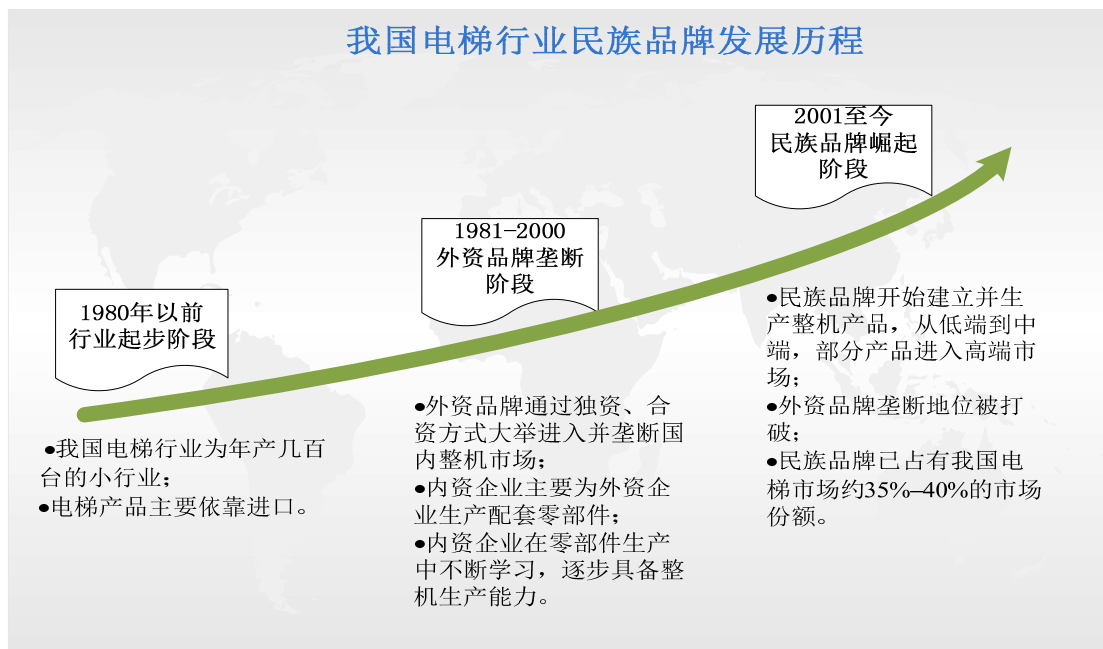 我国电梯行业民族品牌发展历程
1980年以前
行业起步阶段
●我国电梯行业为年产几百
台的小行业；
●电梯产品主要依靠进口。
1981–2000
外资品牌垄断
阶段
●外资品牌通过独资、合
资方式大举进入并垄断国
内整机市场；
●内资企业主要为外资企
业生产配套零部件；
●内资企业在零部件生产
中不断学习，逐步具备整
机生产能力。
2001至今
民族品牌崛起
阶段
●民族品牌开始建立并生
产整机产品，从低端到中
端，部分产品进入高端市
场；
●外资品牌垄断地位被打
破；
●民族品牌已占有我国电
梯市场约35%–40%的市场
份额。